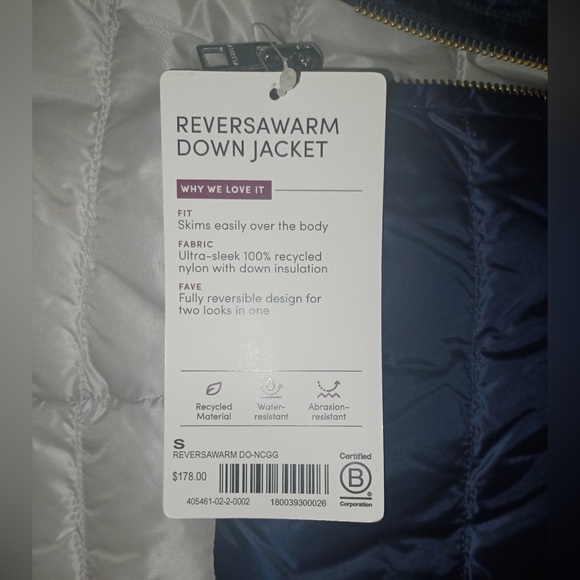 REVERSAWARM
DOWN JACKET
WHY WE LOVE IT
FIT
Skims easily over the body
FABRIC
Ultra-sleek 100% recycled
nylon with down insulation
FAVE
Fully reversible design for
two looks in one
Recycled
Material
Water-
resistant
Abrasion-
resistant
S
REVERSAWARM DO-NCGG
$178.00
405461-02-2-0002
180039300026
Certified
B
Corporation